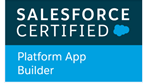 SALESFORCE
CERTIFIED
Platform App
Builder